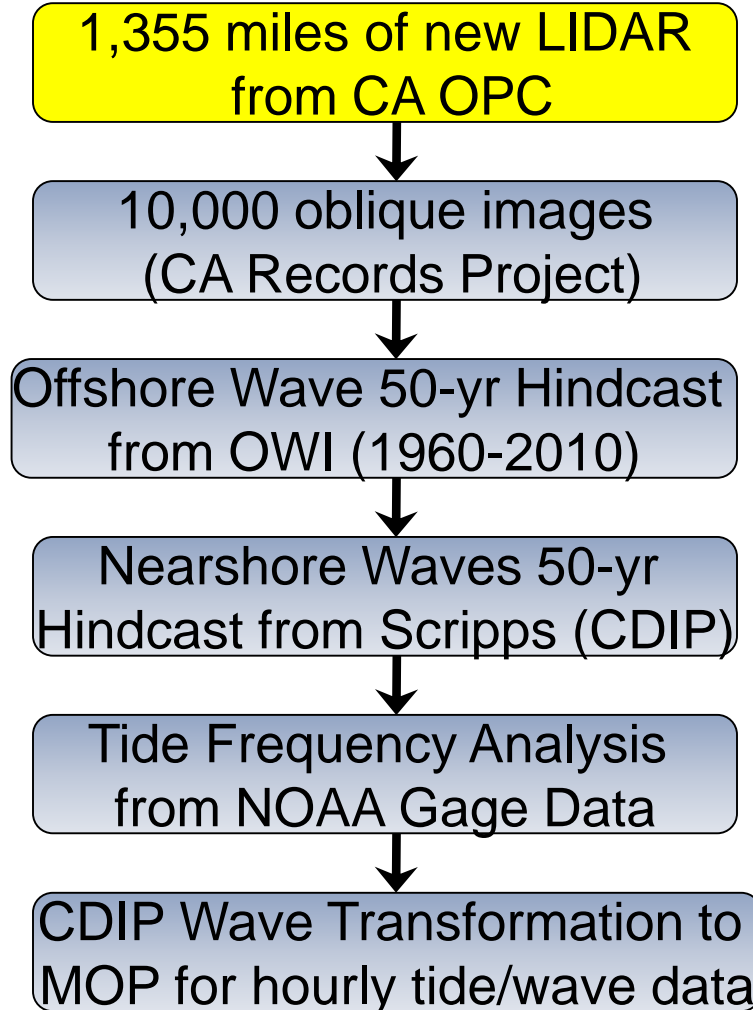 1,355 miles of new LIDAR
from CA OPC
10,000 oblique images
(CA Records Project)
Offshore Wave 50-yr Hindcast
from OWI (1960-2010)
Nearshore Waves 50-yr
Hindcast from Scripps (CDIP)
Tide Frequency Analysis
from NOAA Gage Data
CDIP Wave Transformation to
MOP for hourly tide/wave data